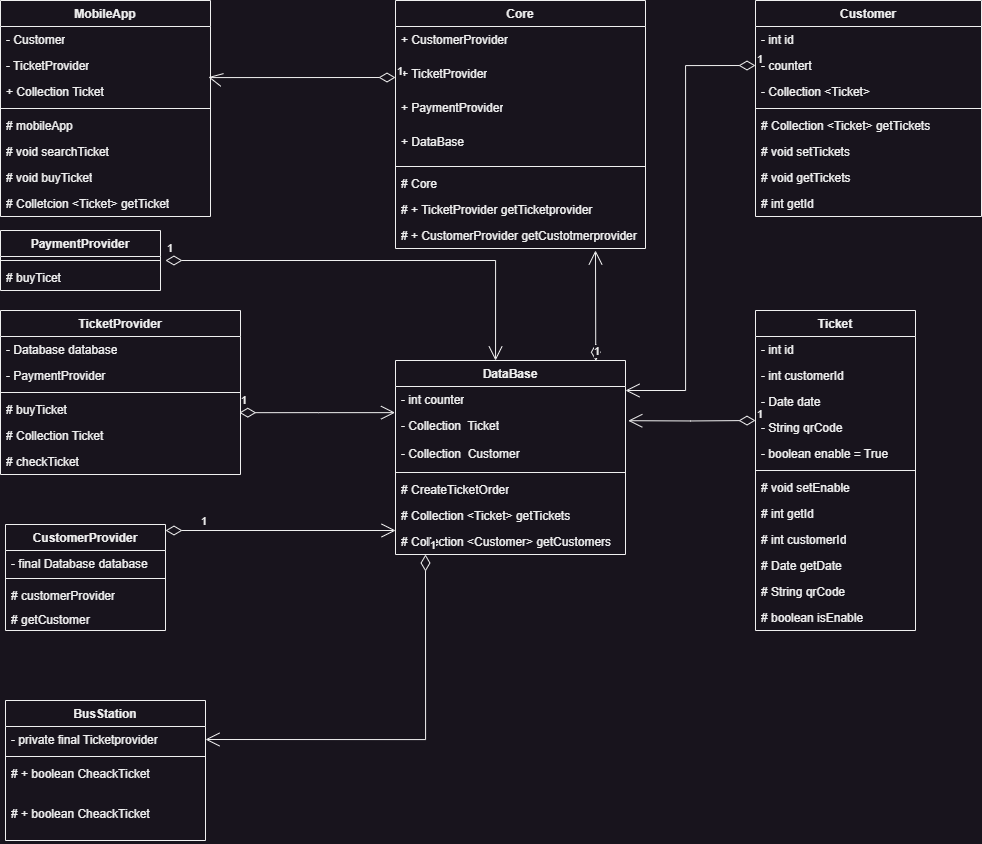 MobileApp
- Customer
- TicketProvider
+ Collection Ticket
# mobileApp
# void searchTicket
# void buyTicket
# Colletcion <Ticket> getTicket
Core
+ CustomerProvider
1
+ TicketProvider
+ PaymentProvider
+ DataBase
# Core
# + TicketProvider getTicketprovider
# + CustomerProvider getCustotmerprovider
Customer
- int id
1
- countert
- Collection <Ticket>
# Collection <Ticket> getTickets
# void setTickets
# void getTickets
# int getId
PaymentProvider
1
# buyTicet
TicketProvider
- Database database
- PaymentProvider
1
# buyTicket
# Collection Ticket
# checkTicket
1
DataBase
- int counter
- Collection  Ticket
- Collection  Customer
# CreateTicketOrder
# Collection <Ticket> getTickets
# Collection <Customer> getCustomers
1
Ticket
- int id
- int customerId
- Date date
1
- String qrCode
- boolean enable = True
# void setEnable
# int getId
# int customerId
# Date getDate
# String qrCode
# boolean isEnable
1
CustomerProvider
- final Database database
# customerProvider
# getCustomer
BusStation
- private final Ticketprovider
# + boolean CheackTicket
# + boolean CheackTicket